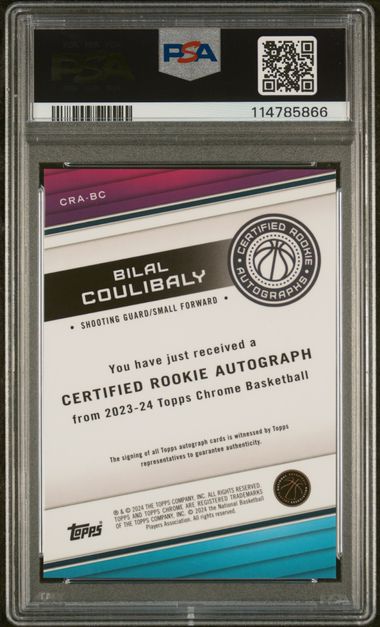 PSA
PSA
114785866
CRA-BC
BILAL
COULIBALY
• SHOOTING GUARD/SMALL FORWARD •
CERTIFIED ROOKIE
AUTOGRAPHS
You have just received a
CERTIFIED ROOKIE AUTOGRAPH
from 2023-24 Topps Chrome Basketball
The signing of all Topps autograph cards is witnessed by Topps
representatives to guarantee authenticity.
Topps
® & © 2024 THE TOPPS COMPANY, INC. ALL RIGHTS RESERVED.
TOPPS AND TOPPS CHROME ARE REGISTERED TRADEMARKS
OF THE TOPPS COMPANY, INC. © 2024 the National Basketball
Players Association. All rights reserved.